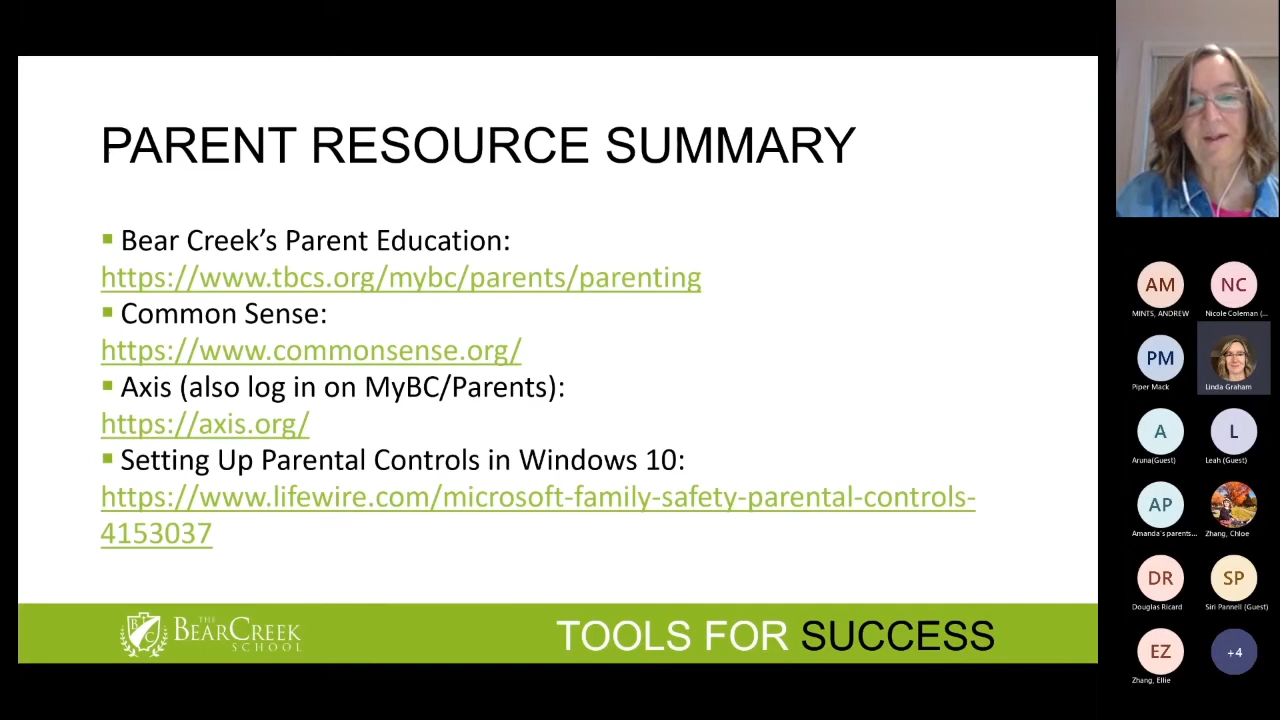 PARENT RESOURCE SUMMARY
▪ Bear Creek’s Parent Education:
https://www.tbcs.org/mybc/parents/parenting
▪ Common Sense:
https://www.commonsense.org/
▪ Axis (also log in on MyBC/Parents):
https://axis.org/
▪ Setting Up Parental Controls in Windows 10:
https://www.lifewire.com/microsoft-family-safety-parental-controls-
4153037
THE
BEARCREEK
SCHOOL
B C
TOOLS FOR SUCCESS
AM NC
MINTS, ANDREW Nicole Coleman (...
PM
Piper Mack Linda Graham
A L
Aruna(Guest) Leah (Guest)
AP
Amanda's parents... Zhang, Chloe
DR SP
Douglas Ricard Siri Pannell (Guest)
EZ +4
Zhang, Ellie